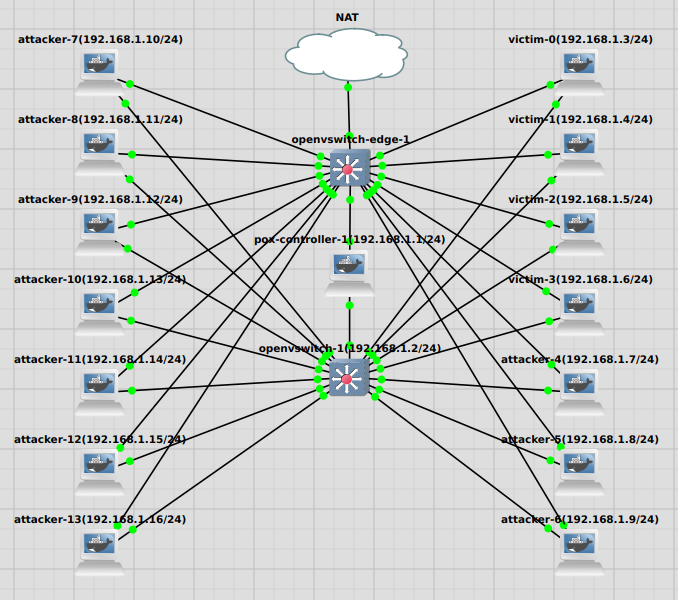 NAT
attacker-7(192.168.1.10/24)
victim-0(192.168.1.3/24)
attacker-8(192.168.1.11/24)
openvswitch-edge-1
victim-1(192.168.1.4/24)
attacker-9(192.168.1.12/24)
victim-2(192.168.1.5/24)
pox-controller-1(192.168.1.1/24)
attacker-10(192.168.1.13/24)
victim-3(192.168.1.6/24)
openvswitch-1(192.168.1.2/24)
attacker-11(192.168.1.14/24)
attacker-4(192.168.1.7/24)
attacker-12(192.168.1.15/24)
attacker-5(192.168.1.8/24)
attacker-13(192.168.1.16/24)
attacker-6(192.168.1.9/24)